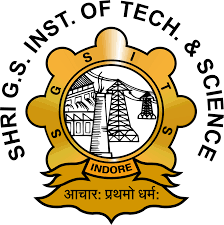 SHRI G.S. INST. OF TECH. & SCIENCE
S G S I T S
INDORE
आचार: प्रथमो धर्म: